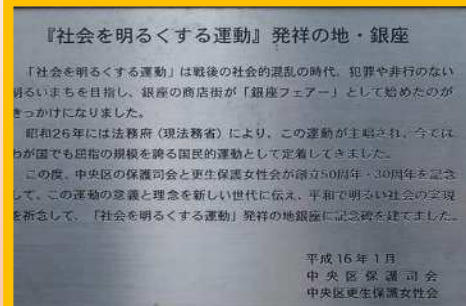 『社会を明るくする運動』発祥の地・銀座
「社会を明るくする運動」は戦後の社会的混乱の時代、犯罪や非行のない
明るいまちを目指し、銀座の商店街が「銀座フェアー」として始めたのが
きっかけになりました。
昭和26年には法務府（現法務省）により、この運動が主唱され、今では
わが国でも屈指の規模を誇る国民的運動として定着してきました。
この度、中央区の保護司会と更生保護女性会が創立50周年・30周年を記念
して、この運動の意義と理念を新しい世代に伝え、平和で明るい社会の実現
を祈念して、「社会を明るくする運動」発祥の地銀座に記念碑を建てました。
平成16年1月
中央区保護司会
中央区更生保護女性会